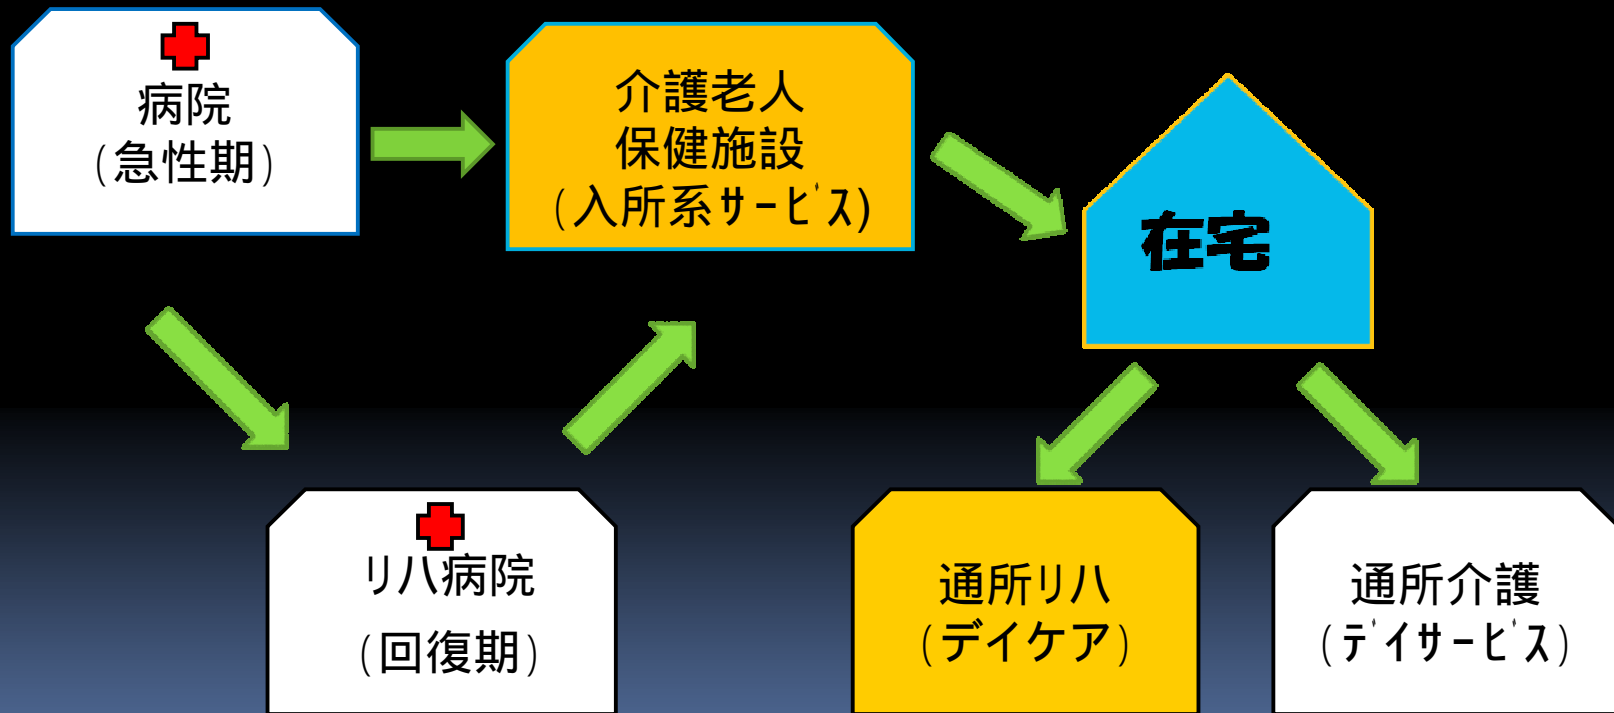 病院
(急性期)
介護老人
保健施設
(入所系ｻｰﾋﾞｽ)
在宅
リハ病院
(回復期)
通所リハ
(デイケア)
通所介護
(ﾃﾞｲｻｰﾋﾞｽ)